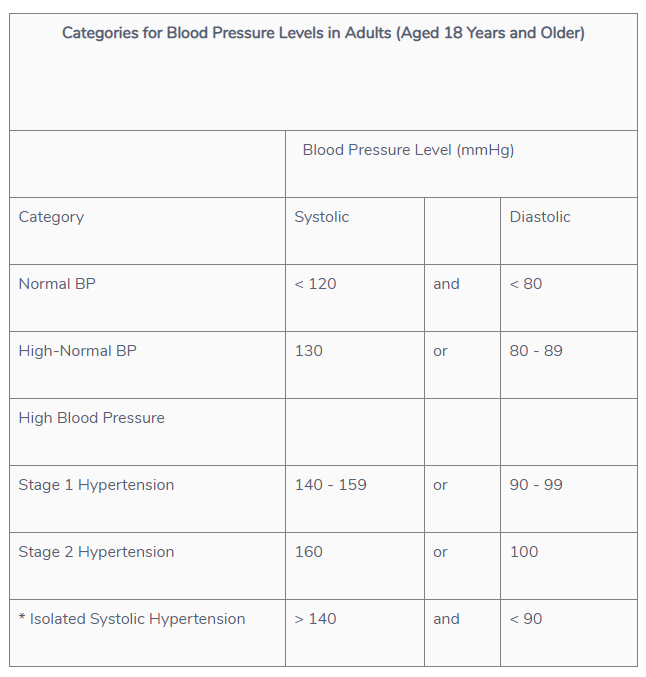 Categories for Blood Pressure Levels in Adults (Aged 18 Years and Older)
Blood Pressure Level (mmHg)
Category Systolic Diastolic
Normal BP < 120 and < 80
High-Normal BP 130 or 80 - 89
High Blood Pressure
Stage 1 Hypertension 140 - 159 or 90 - 99
Stage 2 Hypertension 160 or 100
* Isolated Systolic Hypertension > 140 and < 90